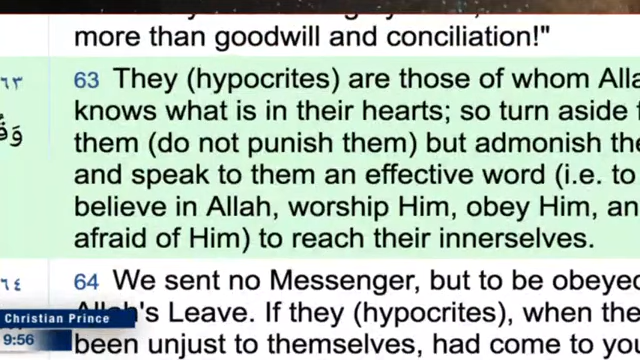 more than goodwill and conciliation!"
٦٣
63 They (hypocrites) are those of whom Alla
knows what is in their hearts; so turn aside f
them (do not punish them) but admonish the
and speak to them an effective word (i.e. to
believe in Allah, worship Him, obey Him, an
afraid of Him) to reach their innerselves.
٦٤
64 We sent no Messenger, but to be obeyed
Allah's Leave. If they (hypocrites), when the
been unjust to themselves, had come to you
Christian Prince
9:56